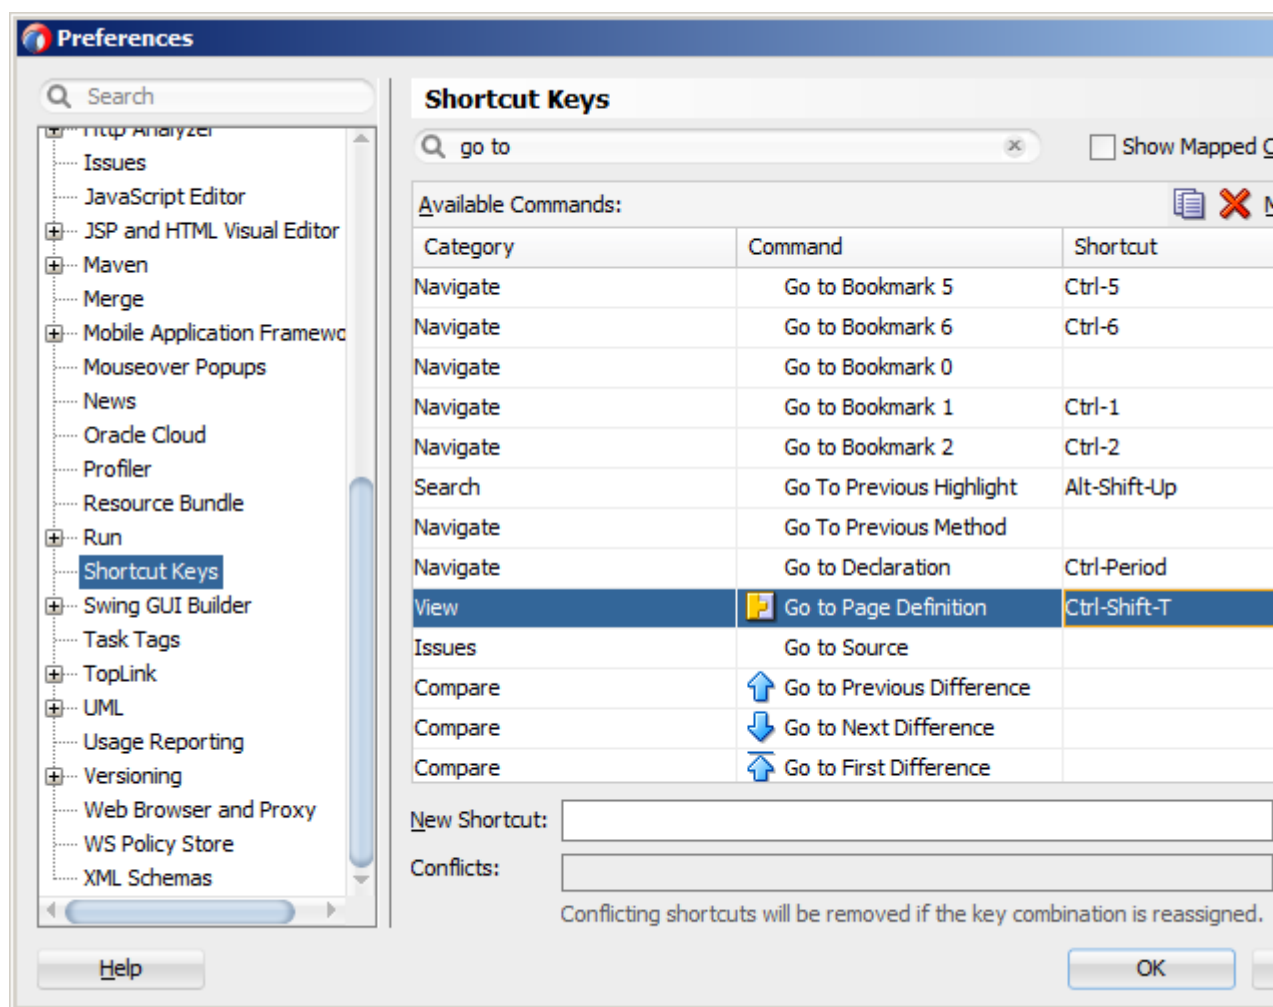 Preferences
Search
Http Analyzer
Issues
JavaScript Editor
JSP and HTML Visual Editor
Maven
Merge
Mobile Application Framewo
Mouseover Popups
News
Oracle Cloud
Profiler
Resource Bundle
Run
Shortcut Keys
Swing GUI Builder
Task Tags
TopLink
UML
Usage Reporting
Versioning
Web Browser and Proxy
WS Policy Store
XML Schemas
Help
Shortcut Keys
go to
Show Mapped
Available Commands:
Category Command Shortcut
Navigate Go to Bookmark 5 Ctrl-5
Navigate Go to Bookmark 6 Ctrl-6
Navigate Go to Bookmark 0
Navigate Go to Bookmark 1 Ctrl-1
Navigate Go to Bookmark 2 Ctrl-2
Search Go To Previous Highlight Alt-Shift-Up
Navigate Go To Previous Method
Navigate Go to Declaration Ctrl-Period
View Go to Page Definition Ctrl-Shift-T
Issues Go to Source
Compare Go to Previous Difference
Compare Go to Next Difference
Compare Go to First Difference
New Shortcut:
Conflicts:
Conflicting shortcuts will be removed if the key combination is reassigned.
OK